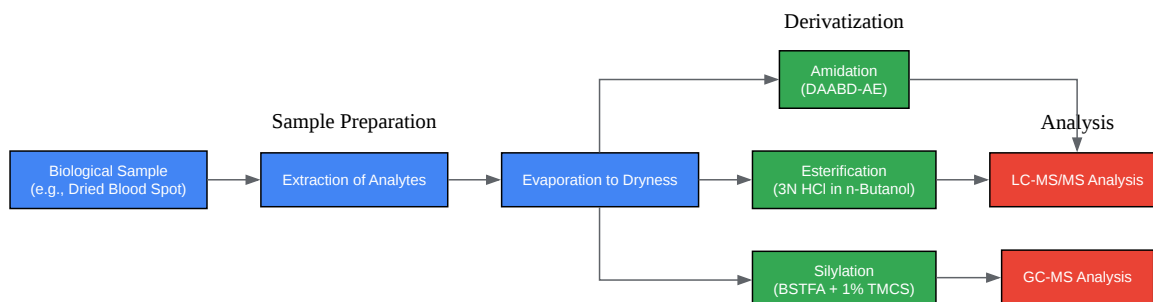 Derivatization
Amidation
(DAABD-AE)
Sample Preparation
Analysis
Biological Sample
(e.g., Dried Blood Spot)
Extraction of Analytes
Evaporation to Dryness
Esterification
(3N HCl in n-Butanol)
LC-MS/MS Analysis
Silylation
(BSTFA + 1% TMCS)
GC-MS Analysis